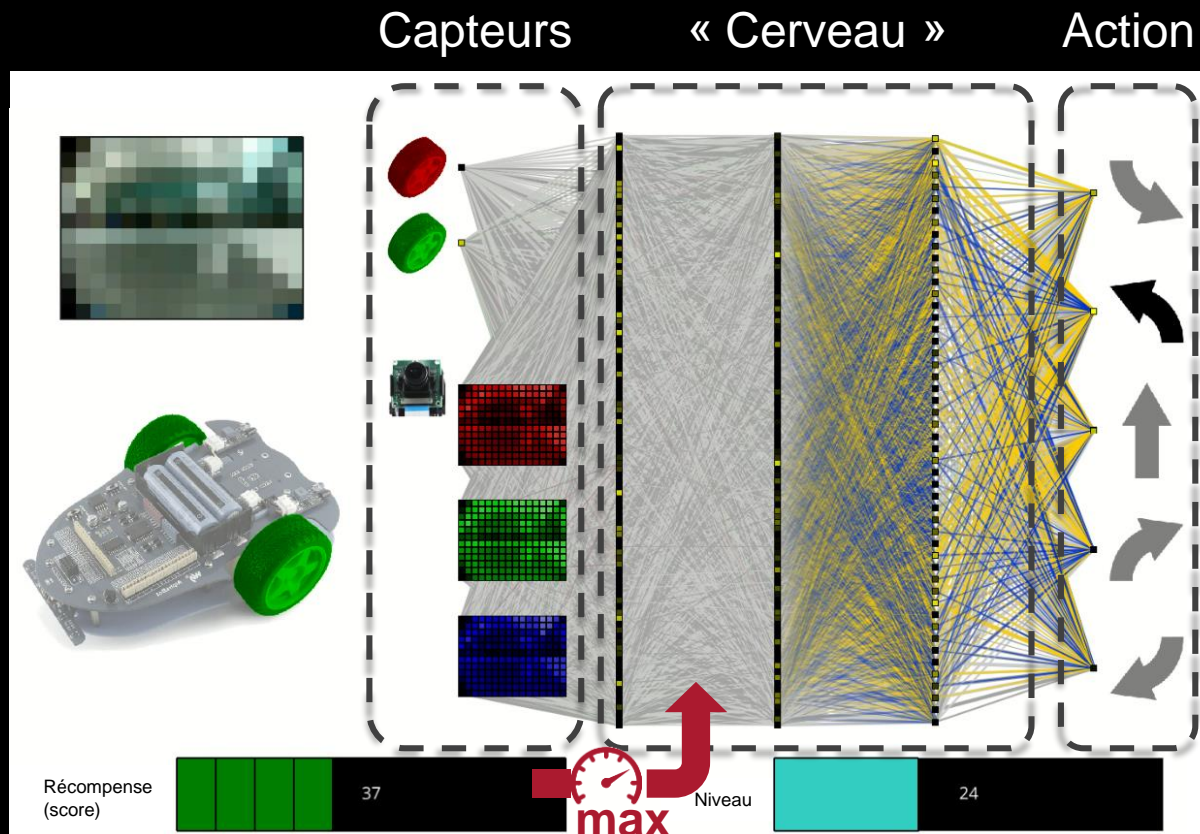 Capteurs
« Cerveau »
Action
Récompense
(score)
37
max
Niveau
24